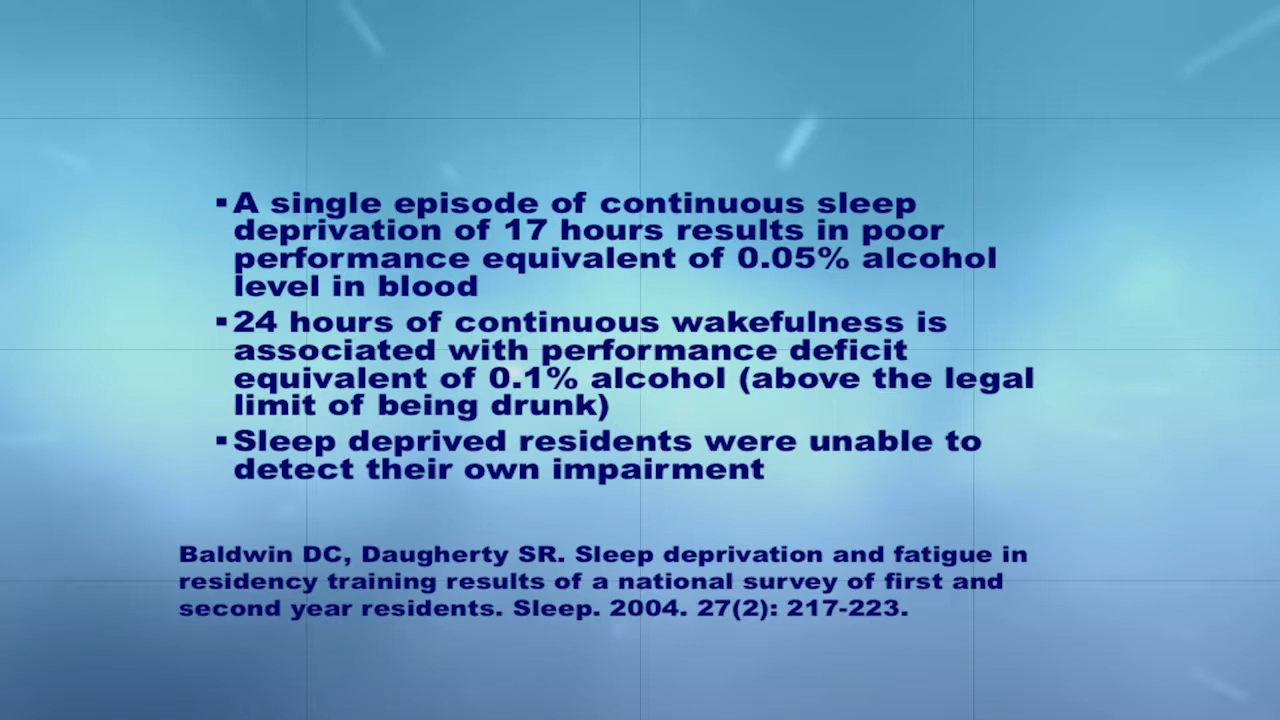 ▪A single episode of continuous sleep
deprivation of 17 hours results in poor
performance equivalent of 0.05% alcohol
level in blood
▪24 hours of continuous wakefulness is
associated with performance deficit
equivalent of 0.1% alcohol (above the legal
limit of being drunk)
▪Sleep deprived residents were unable to
detect their own impairment
Baldwin DC, Daugherty SR. Sleep deprivation and fatigue in
residency training results of a national survey of first and
second year residents. Sleep. 2004. 27(2): 217-223.